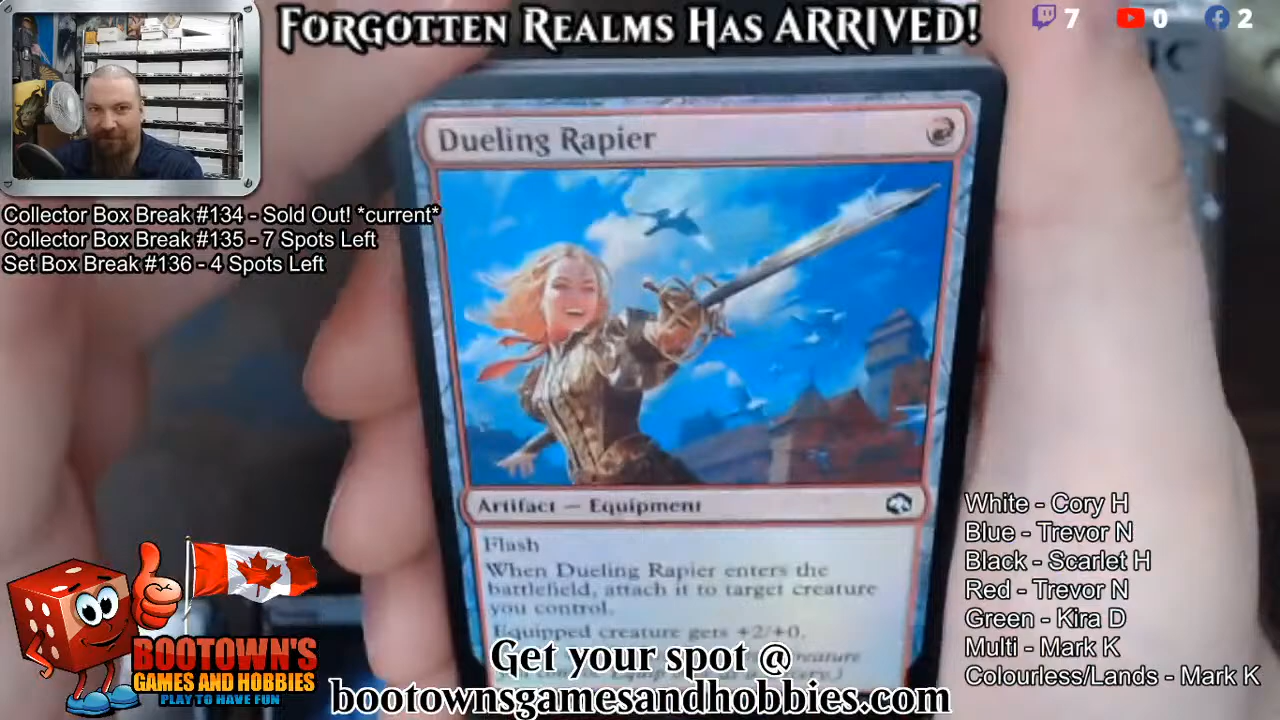 FORGOTTEN REALMS HAS ARRIVED!
7 0 2
Collector Box Break #134 - Sold Out! *current*
Collector Box Break #135 - 7 Spots Left
Set Box Break #136 - 4 Spots Left
Dueling Rapier
Artifact — Equipment
Flash
When Dueling Rapier enters the
battlefield, attach it to target creature
you control.
Equipped creature gets +2/+0.
creature
White - Cory H
Blue - Trevor N
Black - Scarlet H
Red - Trevor N
Green - Kira D
Multi - Mark K
Colourless/Lands - Mark K
BOOTOWN'S
GAMES AND HOBBIES
PLAY TO HAVE FUN
Get your spot @
bootownsgamesandhobbies.com